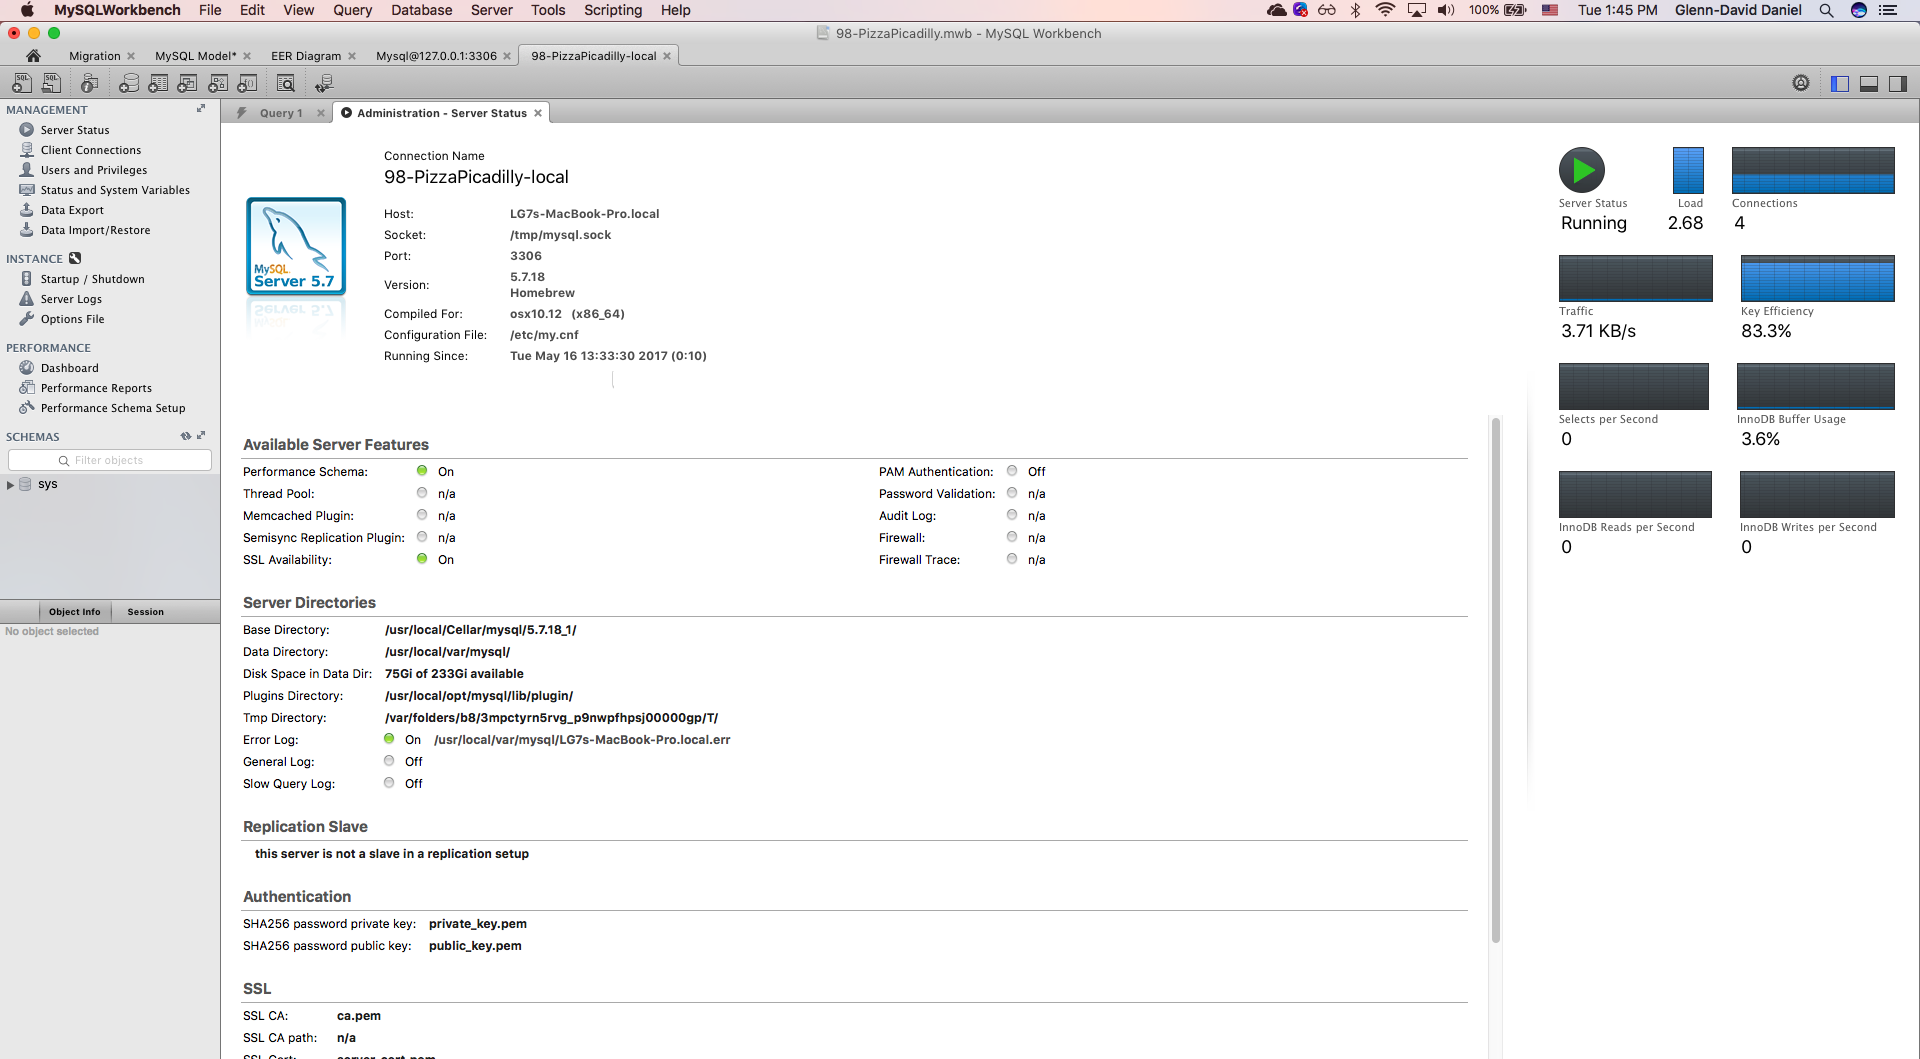 MySQLWorkbench File Edit View Query Database Server Tools Scripting Help 100% Tue 1:45 PM Glenn-David Daniel
98-PizzaPicadilly.mwb - MySQL Workbench
Migration MySQL Model* EER Diagram Mysql@127.0.0.1:3306 98-PizzaPicadilly-local
SQL SQL
Query 1 Administration - Server Status
MANAGEMENT
Server Status
Client Connections
Users and Privileges
Status and System Variables
Data Export
Data Import/Restore
INSTANCE
Startup / Shutdown
Server Logs
Options File
PERFORMANCE
Dashboard
Performance Reports
Performance Schema Setup
SCHEMAS
Filter objects
sys
Object Info Session
No object selected
MySQL
Server 5.7
Connection Name
98-PizzaPicadilly-local
Host: LG7s-MacBook-Pro.local
Socket: /tmp/mysql.sock
Port: 3306
Version: 5.7.18
Homebrew
Compiled For: osx10.12 (x86_64)
Configuration File: /etc/my.cnf
Running Since: Tue May 16 13:33:30 2017 (0:10)
Available Server Features
Performance Schema: On PAM Authentication: Off
Thread Pool: n/a Password Validation: n/a
Memcached Plugin: n/a Audit Log: n/a
Semisync Replication Plugin: n/a Firewall: n/a
SSL Availability: On Firewall Trace: n/a
Server Directories
Base Directory: /usr/local/Cellar/mysql/5.7.18_1/
Data Directory: /usr/local/var/mysql/
Disk Space in Data Dir: 75Gi of 233Gi available
Plugins Directory: /usr/local/opt/mysql/lib/plugin/
Tmp Directory: /var/folders/b8/3mpctyrn5rvg_p9nwpfhpsj00000gp/T/
Error Log: On /usr/local/var/mysql/LG7s-MacBook-Pro.local.err
General Log: Off
Slow Query Log: Off
Replication Slave
this server is not a slave in a replication setup
Authentication
SHA256 password private key: private_key.pem
SHA256 password public key: public_key.pem
SSL
SSL CA: ca.pem
SSL CA path: n/a
SSL Cert: server-cert.pem
Server Status Load Connections
Running 2.68 4
Traffic Key Efficiency
3.71 KB/s 83.3%
Selects per Second InnoDB Buffer Usage
0 3.6%
InnoDB Reads per Second InnoDB Writes per Second
0 0